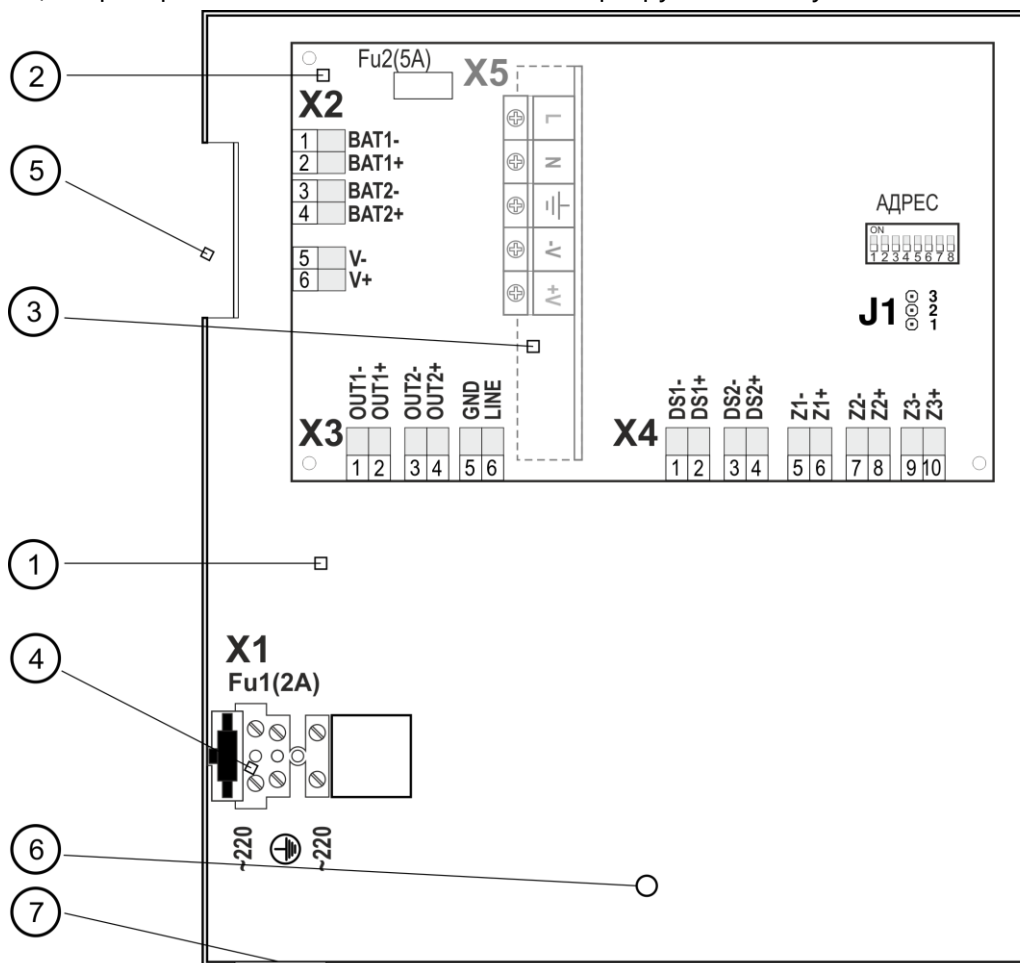 2
Fu2(5A)
X5
X2
1 BAT1-
2 BAT1+
3 BAT2-
4 BAT2+
5 V-
6 V+
L
N
-V
+V
5
АДРЕС
ON
1 2 3 4 5 6 7 8
J1
3
2
1
3
X3
OUT1-
OUT1+
OUT2-
OUT2+
GND
LINE
1 2 3 4 5 6
X4
DS1-
DS1+
DS2-
DS2+
Z1-
Z1+
Z2-
Z2+
Z3-
Z3+
1 2 3 4 5 6 7 8 9 10
1
X1
4
Fu1(2A)
~220
~220
6
7